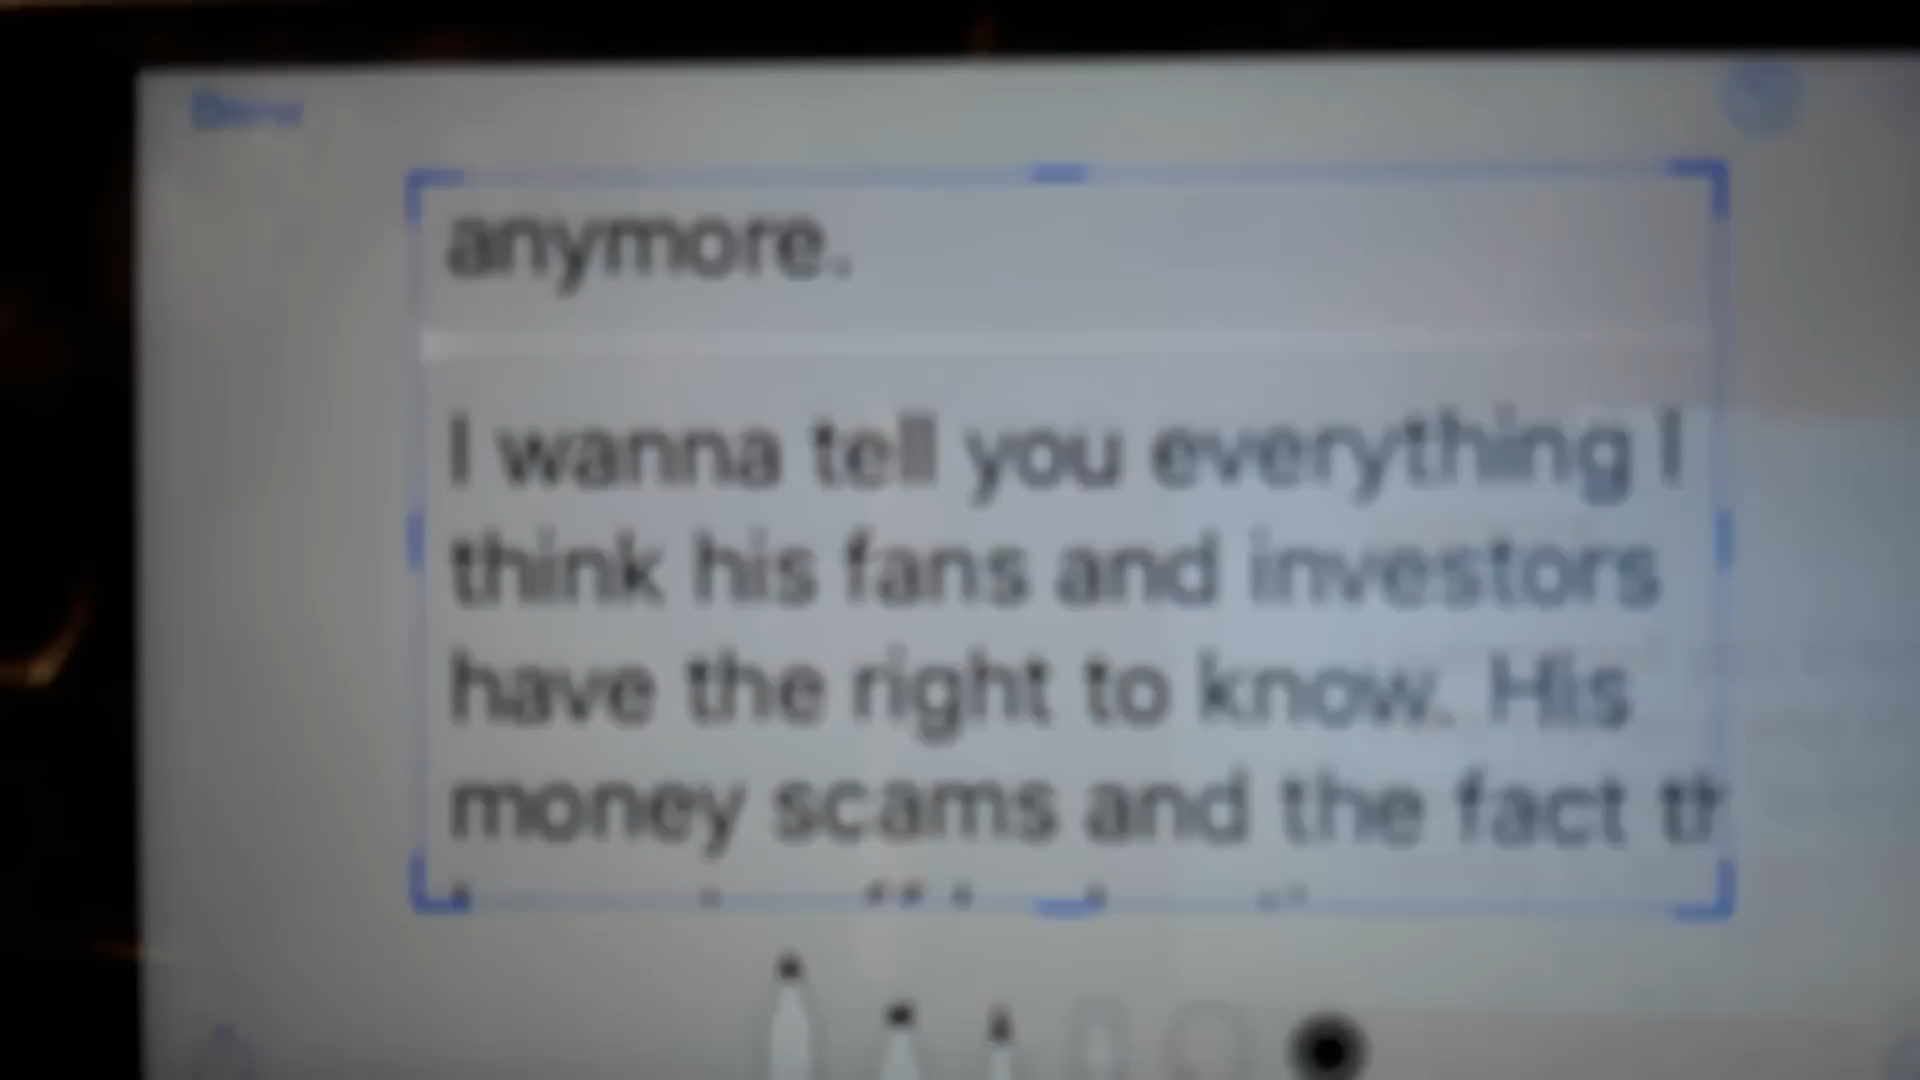 Done
anymore.
I wanna tell you everything I
think his fans and investors
have the right to know. His
money scams and the fact